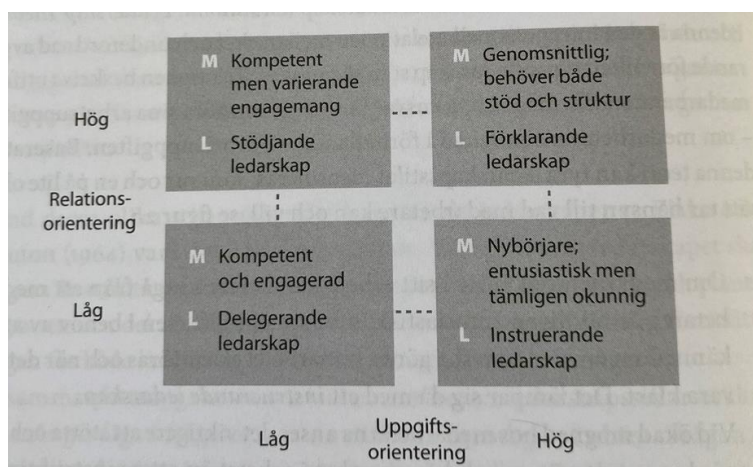 Hög
M Kompetent
men varierande
engagemang
L Stödjande
ledarskap
M Genomsnittlig;
behöver både
stöd och struktur
L Förklarande
ledarskap
Relations-
orientering
Låg
M Kompetent
och engagerad
L Delegerande
ledarskap
M Nybörjare;
entusiastisk men
tämligen okunnig
L Instruerande
ledarskap
Låg
Uppgifts-
orientering
Hög